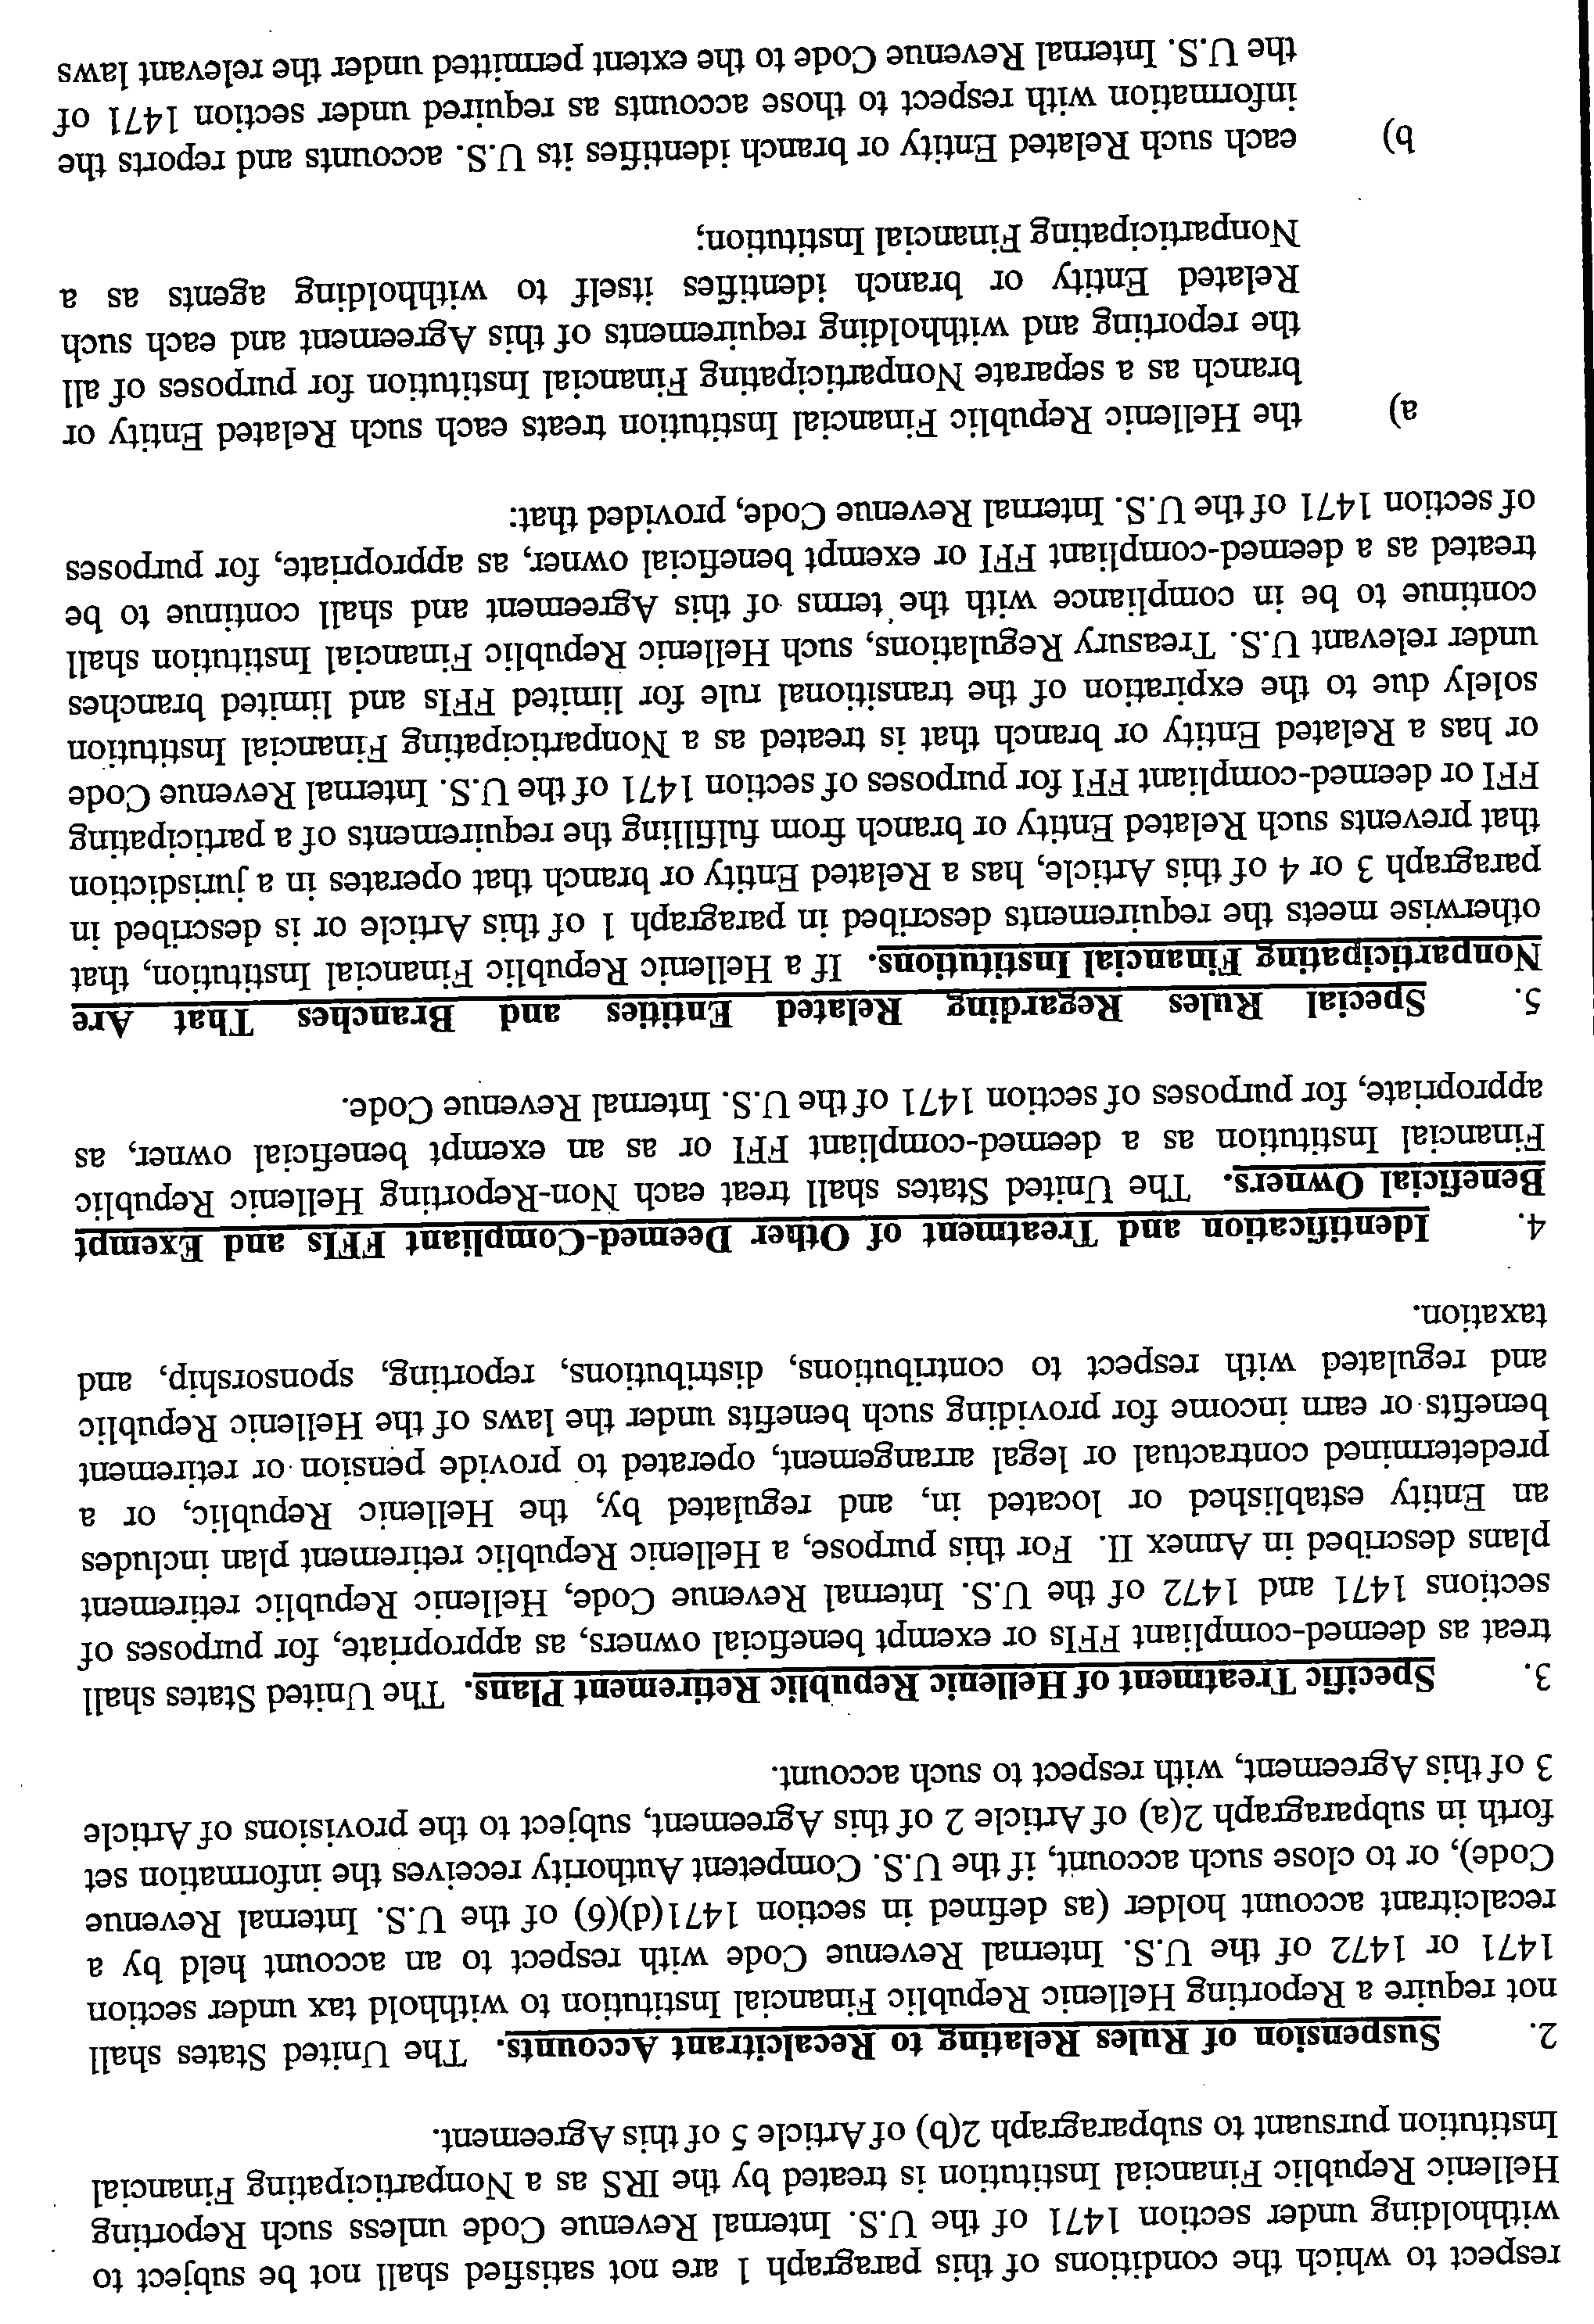 respect to which the conditions of this paragraph 1 are not satisfied shall not be subject to
withholding under section 1471 of the U.S. Internal Revenue Code unless such Reporting
Hellenic Republic Financial Institution is treated by the IRS as a Nonparticipating Financial
Institution pursuant to subparagraph 2(b) of Article 5 of this Agreement.
2. Suspension of Rules Relating to Recalcitrant Accounts. The United States shall
not require a Reporting Hellenic Republic Financial Institution to withhold tax under section
1471 or 1472 of the U.S. Internal Revenue Code with respect to an account held by a
recalcitrant account holder (as defined in section 1471(d)(6) of the U.S. Internal Revenue
Code), or to close such account, if the U.S. Competent Authority receives the information set
forth in subparagraph 2(a) of Article 2 of this Agreement, subject to the provisions of Article
3 of this Agreement, with respect to such account.
3. Specific Treatment of Hellenic Republic Retirement Plans. The United States shall
treat as deemed-compliant FFIs or exempt beneficial owners, as appropriate, for purposes of
sections 1471 and 1472 of the U.S. Internal Revenue Code, Hellenic Republic retirement
plans described in Annex II. For this purpose, a Hellenic Republic retirement plan includes
an Entity established or located in, and regulated by, the Hellenic Republic, or a
predetermined contractual or legal arrangement, operated to provide pension or retirement
benefits or earn income for providing such benefits under the laws of the Hellenic Republic
and regulated with respect to contributions, distributions, reporting, sponsorship, and
taxation.
4. Identification and Treatment of Other Deemed-Compliant FFIs and Exempt
Beneficial Owners. The United States shall treat each Non-Reporting Hellenic Republic
Financial Institution as a deemed-compliant FFI or as an exempt beneficial owner, as
appropriate, for purposes of section 1471 of the U.S. Internal Revenue Code.
5. Special Rules Regarding Related Entities and Branches That Are
Nonparticipating Financial Institutions. If a Hellenic Republic Financial Institution, that
otherwise meets the requirements described in paragraph 1 of this Article or is described in
paragraph 3 or 4 of this Article, has a Related Entity or branch that operates in a jurisdiction
that prevents such Related Entity or branch from fulfilling the requirements of a participating
FFI or deemed-compliant FFI for purposes of section 1471 of the U.S. Internal Revenue Code
or has a Related Entity or branch that is treated as a Nonparticipating Financial Institution
solely due to the expiration of the transitional rule for limited FFIs and limited branches
under relevant U.S. Treasury Regulations, such Hellenic Republic Financial Institution shall
continue to be in compliance with the terms of this Agreement and shall continue to be
treated as a deemed-compliant FFI or exempt beneficial owner, as appropriate, for purposes
of section 1471 of the U.S. Internal Revenue Code, provided that:
a) the Hellenic Republic Financial Institution treats each such Related Entity or
branch as a separate Nonparticipating Financial Institution for purposes of all
the reporting and withholding requirements of this Agreement and each such
Related Entity or branch identifies itself to withholding agents as a
Nonparticipating Financial Institution;
b) each such Related Entity or branch identifies its U.S. accounts and reports the
information with respect to those accounts as required under section 1471 of
the U.S. Internal Revenue Code to the extent permitted under the relevant laws